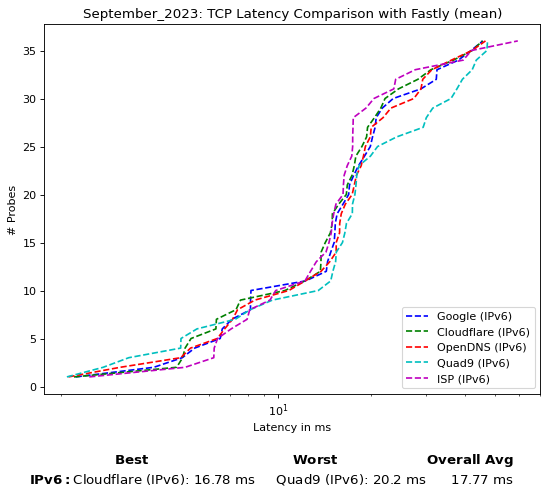 September_2023: TCP Latency Comparison with Fastly (mean)
# Probes
35
30
25
20
15
10
5
0
Google (IPv6)
Cloudflare (IPv6)
OpenDNS (IPv6)
Quad9 (IPv6)
ISP (IPv6)
10¹
Latency in ms
Best Worst Overall Avg
IPv6: Cloudflare (IPv6): 16.78 ms Quad9 (IPv6): 20.2 ms 17.77 ms